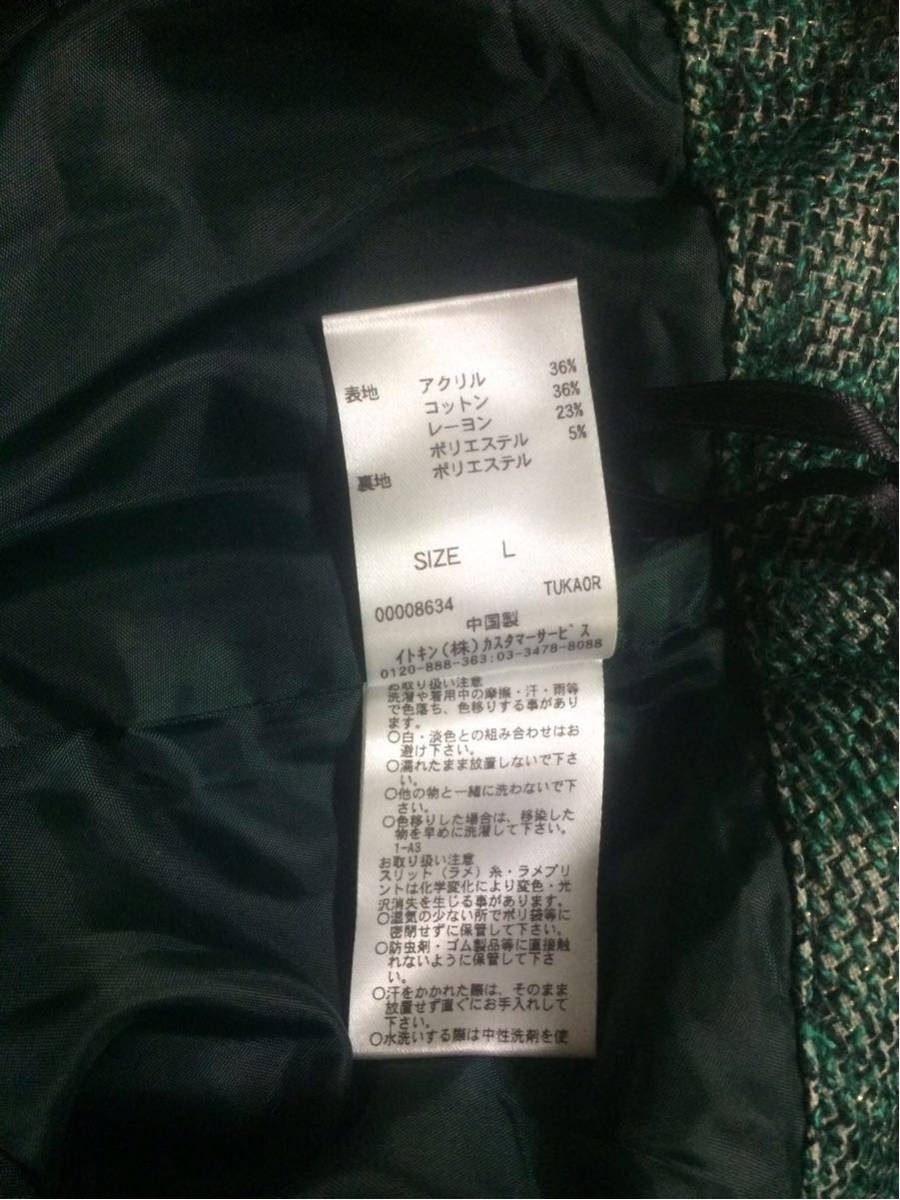 表地 アクリル 36%
コットン 36%
レーヨン 23%
ポリエステル 5%
裏地 ポリエステル
SIZE L
00008634 TUKAOR
中国製
イトキン(株)カスタマーサービス
0120-888-363:03-3478-8088
お取り扱い注意
洗濯や着用中の摩擦・汗・雨等
で色落ち、色移りする事があり
ます。
○白・淡色との組み合わせはお
避け下さい。
○濡れたまま放置しないで下さ
い。
○他の物と一緒に洗わないで下
さい。
○色移りした場合は、移染した
物を早めに洗濯して下さい。
1-A3
お取り扱い注意
スリット(ラメ)糸・ラメプリ
ントは化学変化により変色・光
沢消失を生じる事があります。
○湿気の少ない所でポリ袋等に
密閉せずに保管して下さい。
○防虫剤・ゴム製品等に直接触
れないように保管して下さ
い。
○汗をかかれた際は、そのまま
放置せず直ぐにお手入れして
下さい。
○水洗いする際は中性洗剤を使